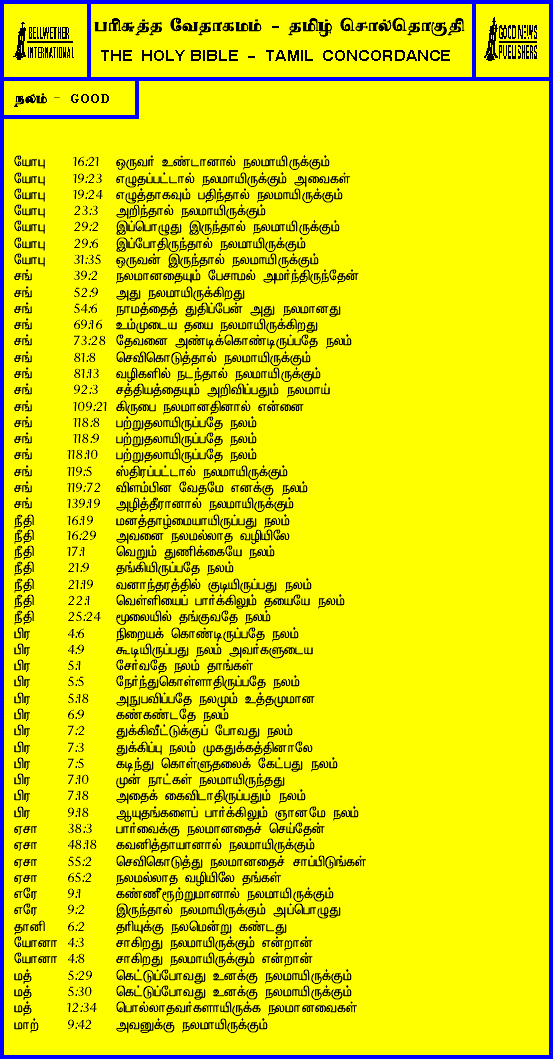 BELLWETHER
INTERNATIONAL
பரிசுத்த வேதாகமம் - தமிழ் சொல்தொகுதி
THE HOLY BIBLE - TAMIL CONCORDANCE
GOOD NEWS
PUBLISHERS
நலம் - GOOD
யோபு 16:21 ஒருவர் உண்டானால் நலமாயிருக்கும்
யோபு 19:23 எழுதப்பட்டால் நலமாயிருக்கும் அவைகள்
யோபு 19:24 எழுத்தாகவும் பதிந்தால் நலமாயிருக்கும்
யோபு 23:3 அறிந்தால் நலமாயிருக்கும்
யோபு 29:2 இப்பொழுது இருந்தால் நலமாயிருக்கும்
யோபு 29:6 இப்போதிருந்தால் நலமாயிருக்கும்
யோபு 31:35 ஒருவன் இருந்தால் நலமாயிருக்கும்
சங் 39:2 நலமானதையும் பேசாமல் அமர்ந்திருந்தேன்
சங் 52:9 அது நலமாயிருக்கிறது
சங் 54:6 நாமத்தைத் துதிப்பேன் அது நலமானது
சங் 69:16 உம்முடைய தயை நலமாயிருக்கிறது
சங் 73:28 தேவனை அண்டிக்கொண்டிருப்பதே நலம்
சங் 81:8 செவிகொடுத்தால் நலமாயிருக்கும்
சங் 81:13 வழிகளில் நடந்தால் நலமாயிருக்கும்
சங் 92:3 சத்தியத்தையும் அறிவிப்பதும் நலமாய்
சங் 109:21 கிருபை நலமானதினால் என்னை
சங் 118:8 பற்றுதலாயிருப்பதே நலம்
சங் 118:9 பற்றுதலாயிருப்பதே நலம்
சங் 118:10 பற்றுதலாயிருப்பதே நலம்
சங் 119:5 ஸ்திரப்பட்டால் நலமாயிருக்கும்
சங் 119:72 விளம்பின வேதமே எனக்கு நலம்
சங் 139:19 அழித்தீரானால் நலமாயிருக்கும்
நீதி 16:19 மனத்தாழ்மையாயிருப்பது நலம்
நீதி 16:29 அவனை நலமல்லாத வழியிலே
நீதி 17:1 வெறும் துணிக்கையே நலம்
நீதி 21:9 தங்கியிருப்பதே நலம்
நீதி 21:19 வனாந்தரத்தில் குடியிருப்பது நலம்
நீதி 22:1 வெள்ளியைப் பார்க்கிலும் தயையே நலம்
நீதி 25:24 மூலையில் தங்குவதே நலம்
பிர 4:6 நிறையக் கொண்டிருப்பதே நலம்
பிர 4:9 கூடியிருப்பது நலம் அவர்களுடைய
பிர 5:1 சேர்வதே நலம் தாங்கள்
பிர 5:5 நேர்ந்துகொள்ளாதிருப்பதே நலம்
பிர 5:18 அநுபவிப்பதே நலமும் உத்தமுமான
பிர 6:9 கண்கண்டதே நலம்
பிர 7:2 துக்கிவீட்டுக்குப் போவது நலம்
பிர 7:3 துக்கிப்பு நலம் முகதுக்கத்தினாலே
பிர 7:5 கடிந்து கொள்ளுதலைக் கேட்பது நலம்
பிர 7:10 முன் நாட்கள் நலமாயிருந்தது
பிர 7:18 அதைக் கைவிடாதிருப்பதும் நலம்
பிர 9:18 ஆயுதங்களைப் பார்க்கிலும் ஞானமே நலம்
ஏசா 38:3 பார்வைக்கு நலமானதைச் செய்தேன்
ஏசா 48:18 கவனித்தாயானால் நலமாயிருக்கும்
ஏசா 55:2 செவிகொடுத்து நலமானதைச் சாப்பிடுங்கள்
ஏசா 65:2 நலமல்லாத வழியிலே தங்கள்
எரே 9:1 கண்ணீரூற்றுமானால் நலமாயிருக்கும்
எரே 9:2 இருந்தால் நலமாயிருக்கும் அப்பொழுது
தானி 6:2 தரியுக்கு நலமென்று கண்டது
யோனா 4:3 சாகிறது நலமாயிருக்கும் என்றான்
யோனா 4:8 சாகிறது நலமாயிருக்கும் என்றான்
மத் 5:29 கெட்டுப்போவது உனக்கு நலமாயிருக்கும்
மத் 5:30 கெட்டுப்போவது உனக்கு நலமாயிருக்கும்
மத் 12:34 பொல்லாதவர்களாயிருக்க நலமானவைகள்
மாற் 9:42 அவனுக்கு நலமாயிருக்கும்